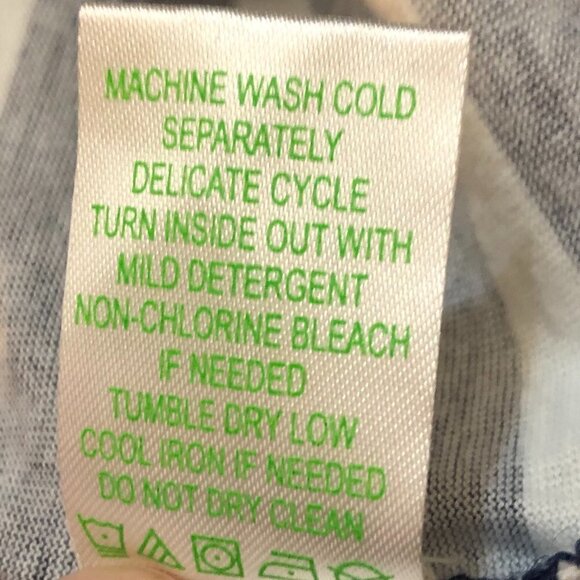 MACHINE WASH COLD
SEPARATELY
DELICATE CYCLE
TURN INSIDE OUT WITH
MILD DETERGENT
NON-CHLORINE BLEACH
IF NEEDED
TUMBLE DRY LOW
COOL IRON IF NEEDED
DO NOT DRY CLEAN